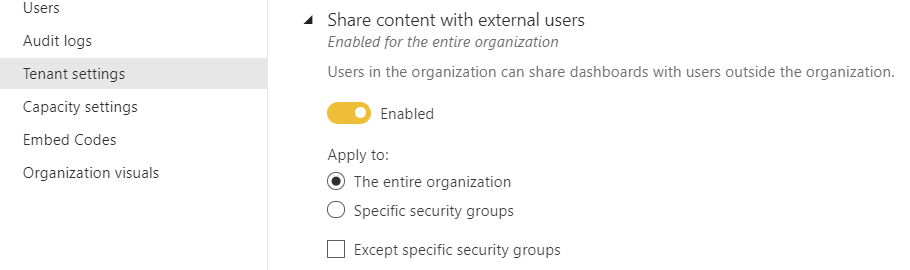 Users
Audit logs
Tenant settings
Capacity settings
Embed Codes
Organization visuals
Share content with external users
Enabled for the entire organization
Users in the organization can share dashboards with users outside the organization.
Enabled
Apply to:
The entire organization
Specific security groups
Except specific security groups